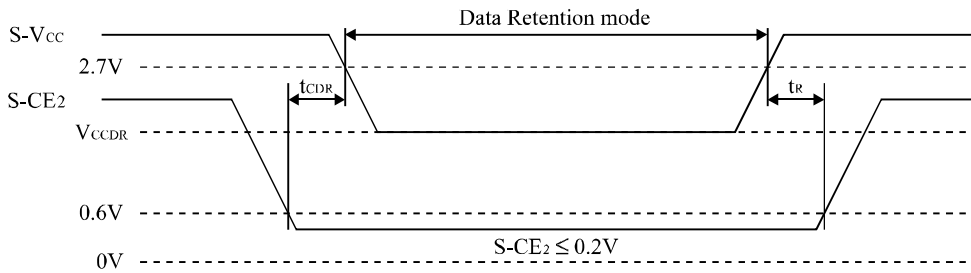 Data Retention mode
S-VCC
2.7V
tCDR
tR
S-CE2
VCCDR
0.6V
S-CE2 ≤ 0.2V
0V